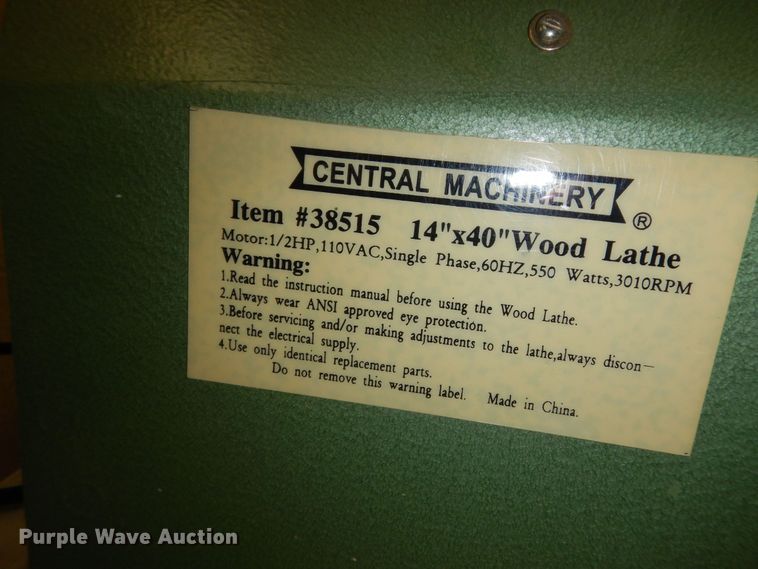 CENTRAL MACHINERY ®
Item #38515 14"x40"Wood Lathe
Motor:1/2HP,110VAC,Single Phase,60HZ,550 Watts,3010RPM
Warning:
1.Read the instruction manual before using the Wood Lathe.
2.Always wear ANSI approved eye protection.
3.Before servicing and/or making adjustments to the lathe,always discon-
nect the electrical supply.
4.Use only identical replacement parts.
Do not remove this warning label. Made in China.
Purple Wave Auction